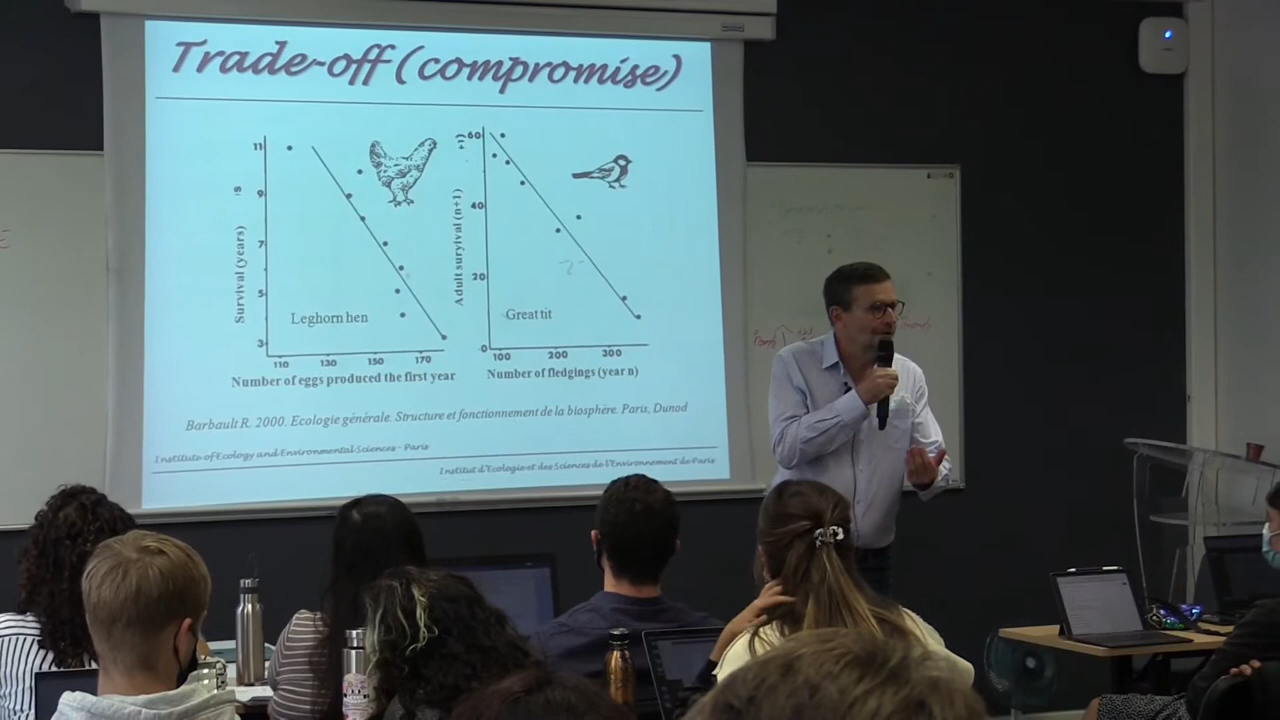 Trade-off (compromise)
11
9
7
5
3
Survival (years)
Leghorn hen
110 130 150 170
Number of eggs produced the first year
60
40
20
0
Adult survival (n+1)
Great tit
100 200 300
Number of fledgings (year n)
Barbault R. 2000. Ecologie générale. Structure et fonctionnement de la biosphère. Paris, Dunod
Institute of Ecology and Environmental Sciences - Paris
Institut d'Ecologie et des Sciences de l'Environnement de Paris